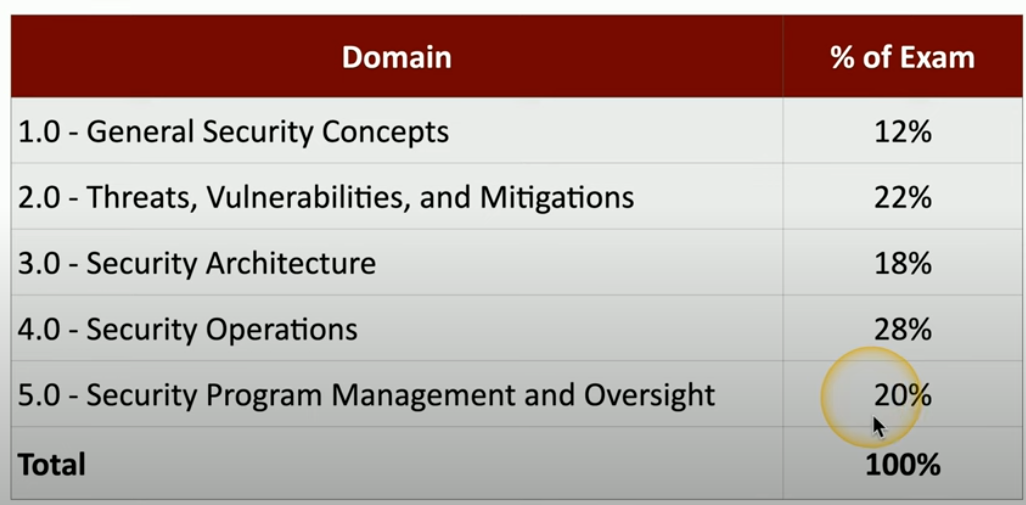 Domain % of Exam
1.0 - General Security Concepts 12%
2.0 - Threats, Vulnerabilities, and Mitigations 22%
3.0 - Security Architecture 18%
4.0 - Security Operations 28%
5.0 - Security Program Management and Oversight 20%
Total 100%